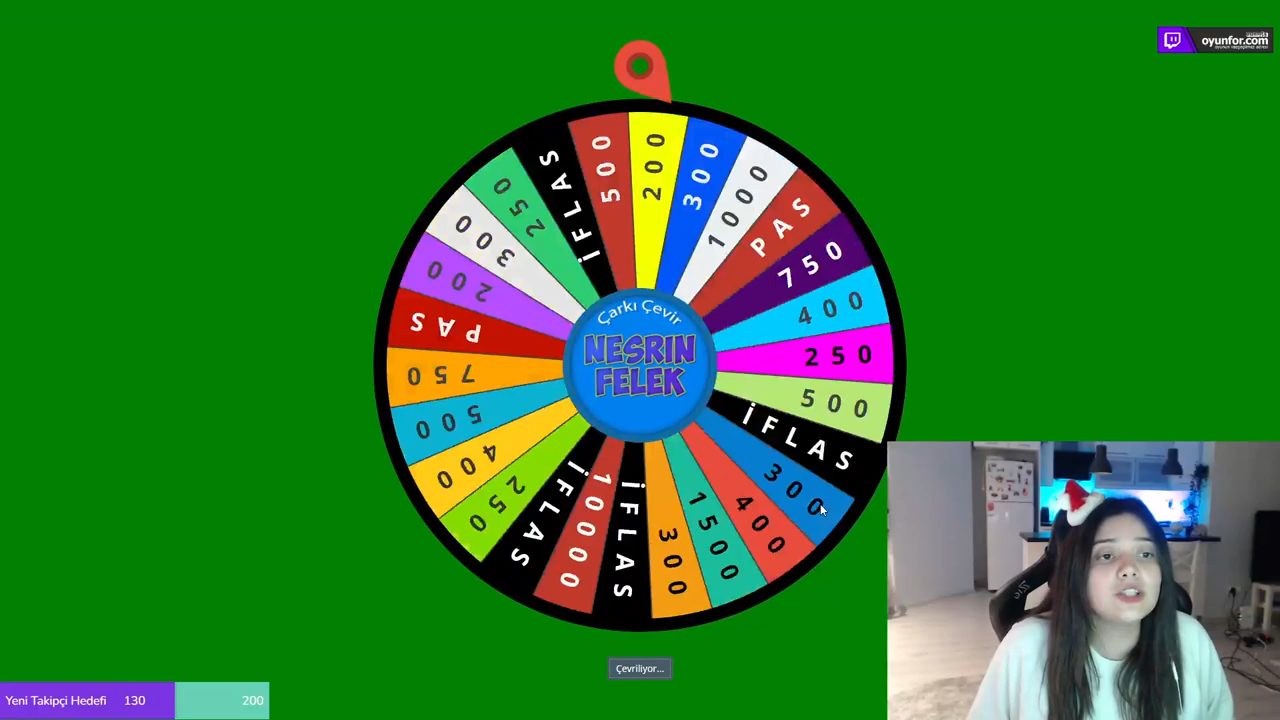 oyunfor.com
200
300
1000
PAS
750
400
250
500
İFLAS
300
400
1500
300
İFLAS
10000
İFLAS
250
400
500
750
PAS
200
300
250
İFLAS
500
Çarkı Çevir
NESRIN
FELEK
Çevriliyor...
Yeni Takipçi Hedefi 130 200